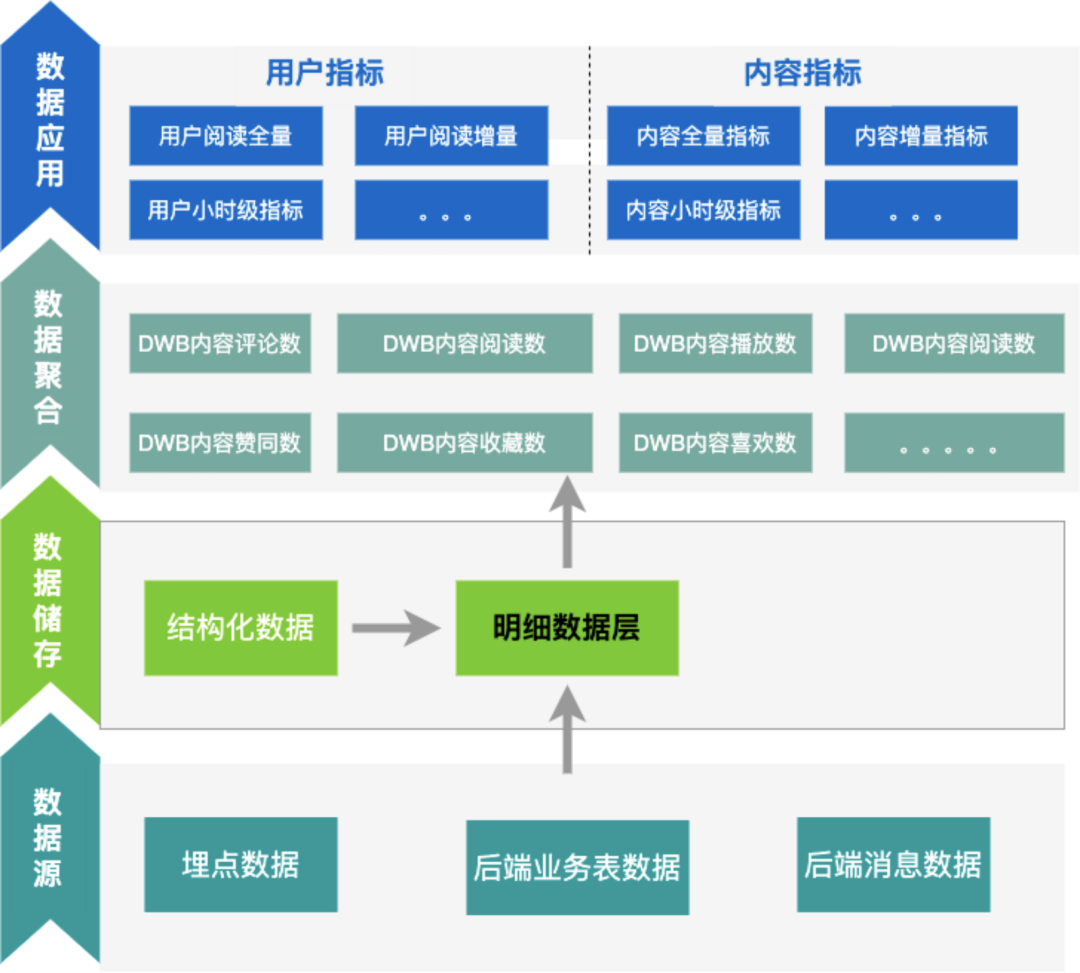 数据应用
用户指标
内容指标
用户阅读全量
用户阅读增量
内容全量指标
内容增量指标
用户小时级指标
。。。
内容小时级指标
。。。
数据聚合
DWB内容评论数
DWB内容阅读数
DWB内容播放数
DWB内容阅读数
DWB内容赞同数
DWB内容收藏数
DWB内容喜欢数
。。。。。
数据储存
结构化数据
明细数据层
数据源
埋点数据
后端业务表数据
后端消息数据